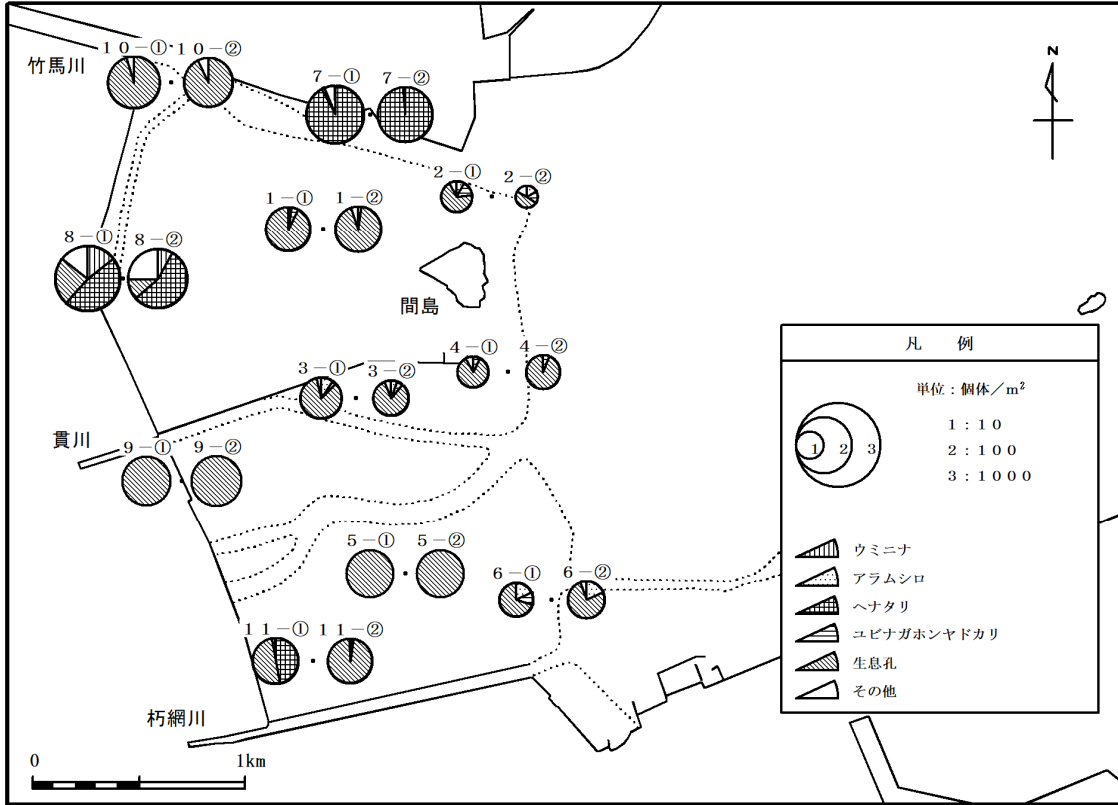 １０－① １０－②
竹馬川
７－① ７－②
N
２－① ２－②
１－① １－②
８－① ８－②
間島
４－① ４－②
３－① ３－②
貫川
９－① ９－②
５－① ５－②
６－① ６－②
１１－① １１－②
朽網川
0 1km
凡 例
単位：個体／m²
1 2 3
１：１０
２：１００
３：１０００
ウミニナ
アラムシロ
ヘナタリ
ユビナガホンヤドカリ
生息孔
その他